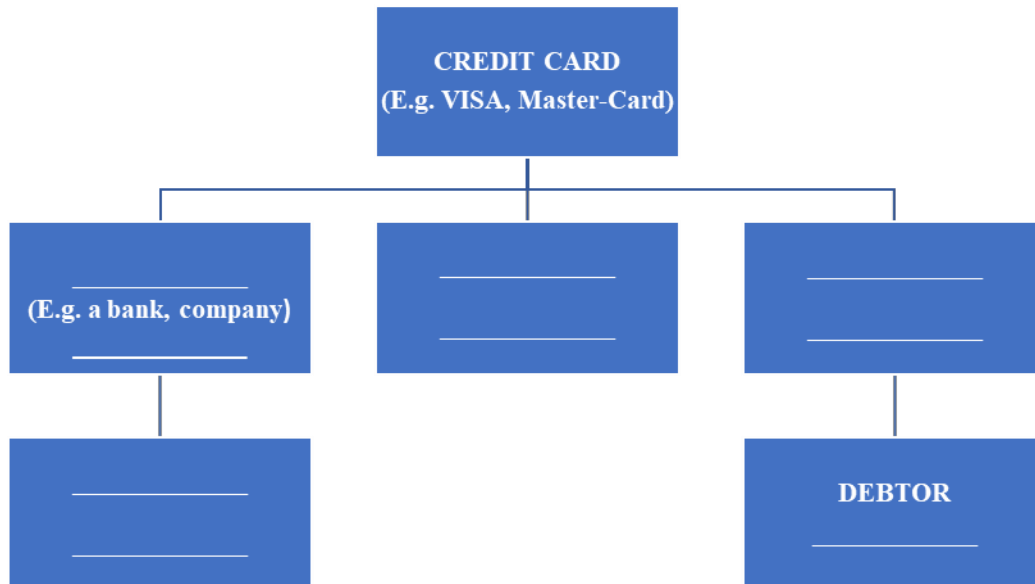 CREDIT CARD
(E.g. VISA, Master-Card)
(E.g. a bank, company)
DEBTOR